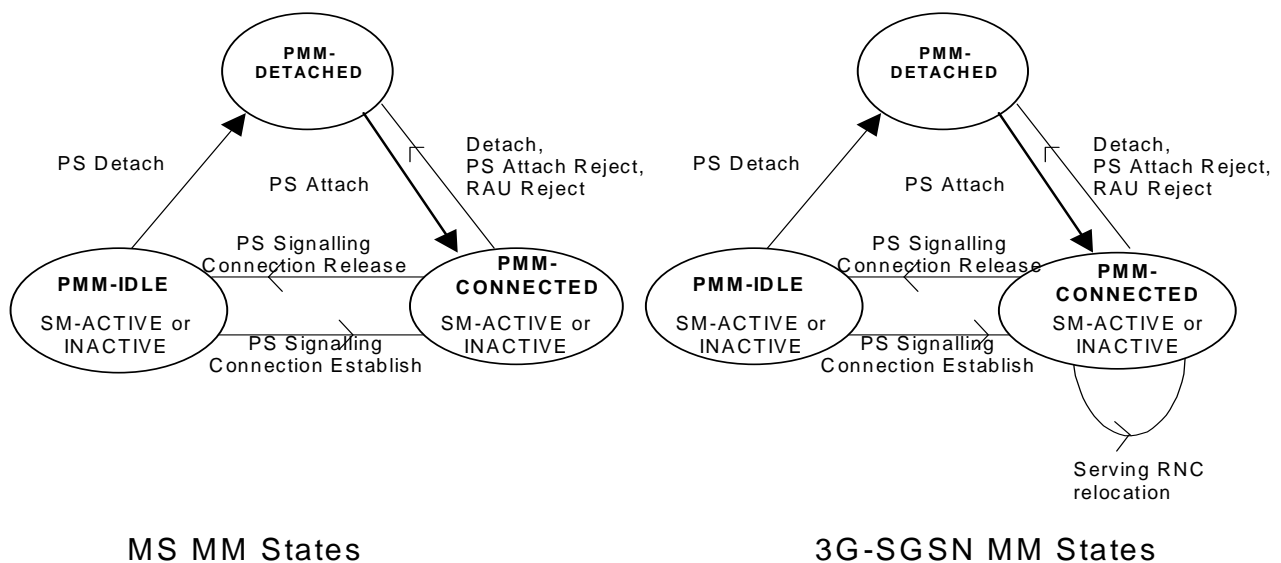 PMM-
DETACHED
PS Detach
PS Attach
Detach,
PS Attach Reject,
RAU Reject
PS Signalling
Connection Release
PMM-IDLE
SM-ACTIVE or
INACTIVE
PMM-
CONNECTED
SM-ACTIVE or
INACTIVE
PS Signalling
Connection Establish
MS MM States
PMM-
DETACHED
PS Detach
PS Attach
Detach,
PS Attach Reject,
RAU Reject
PS Signalling
Connection Release
PMM-IDLE
SM-ACTIVE or
INACTIVE
PMM-
CONNECTED
SM-ACTIVE or
INACTIVE
PS Signalling
Connection Establish
Serving RNC
relocation
3G-SGSN MM States